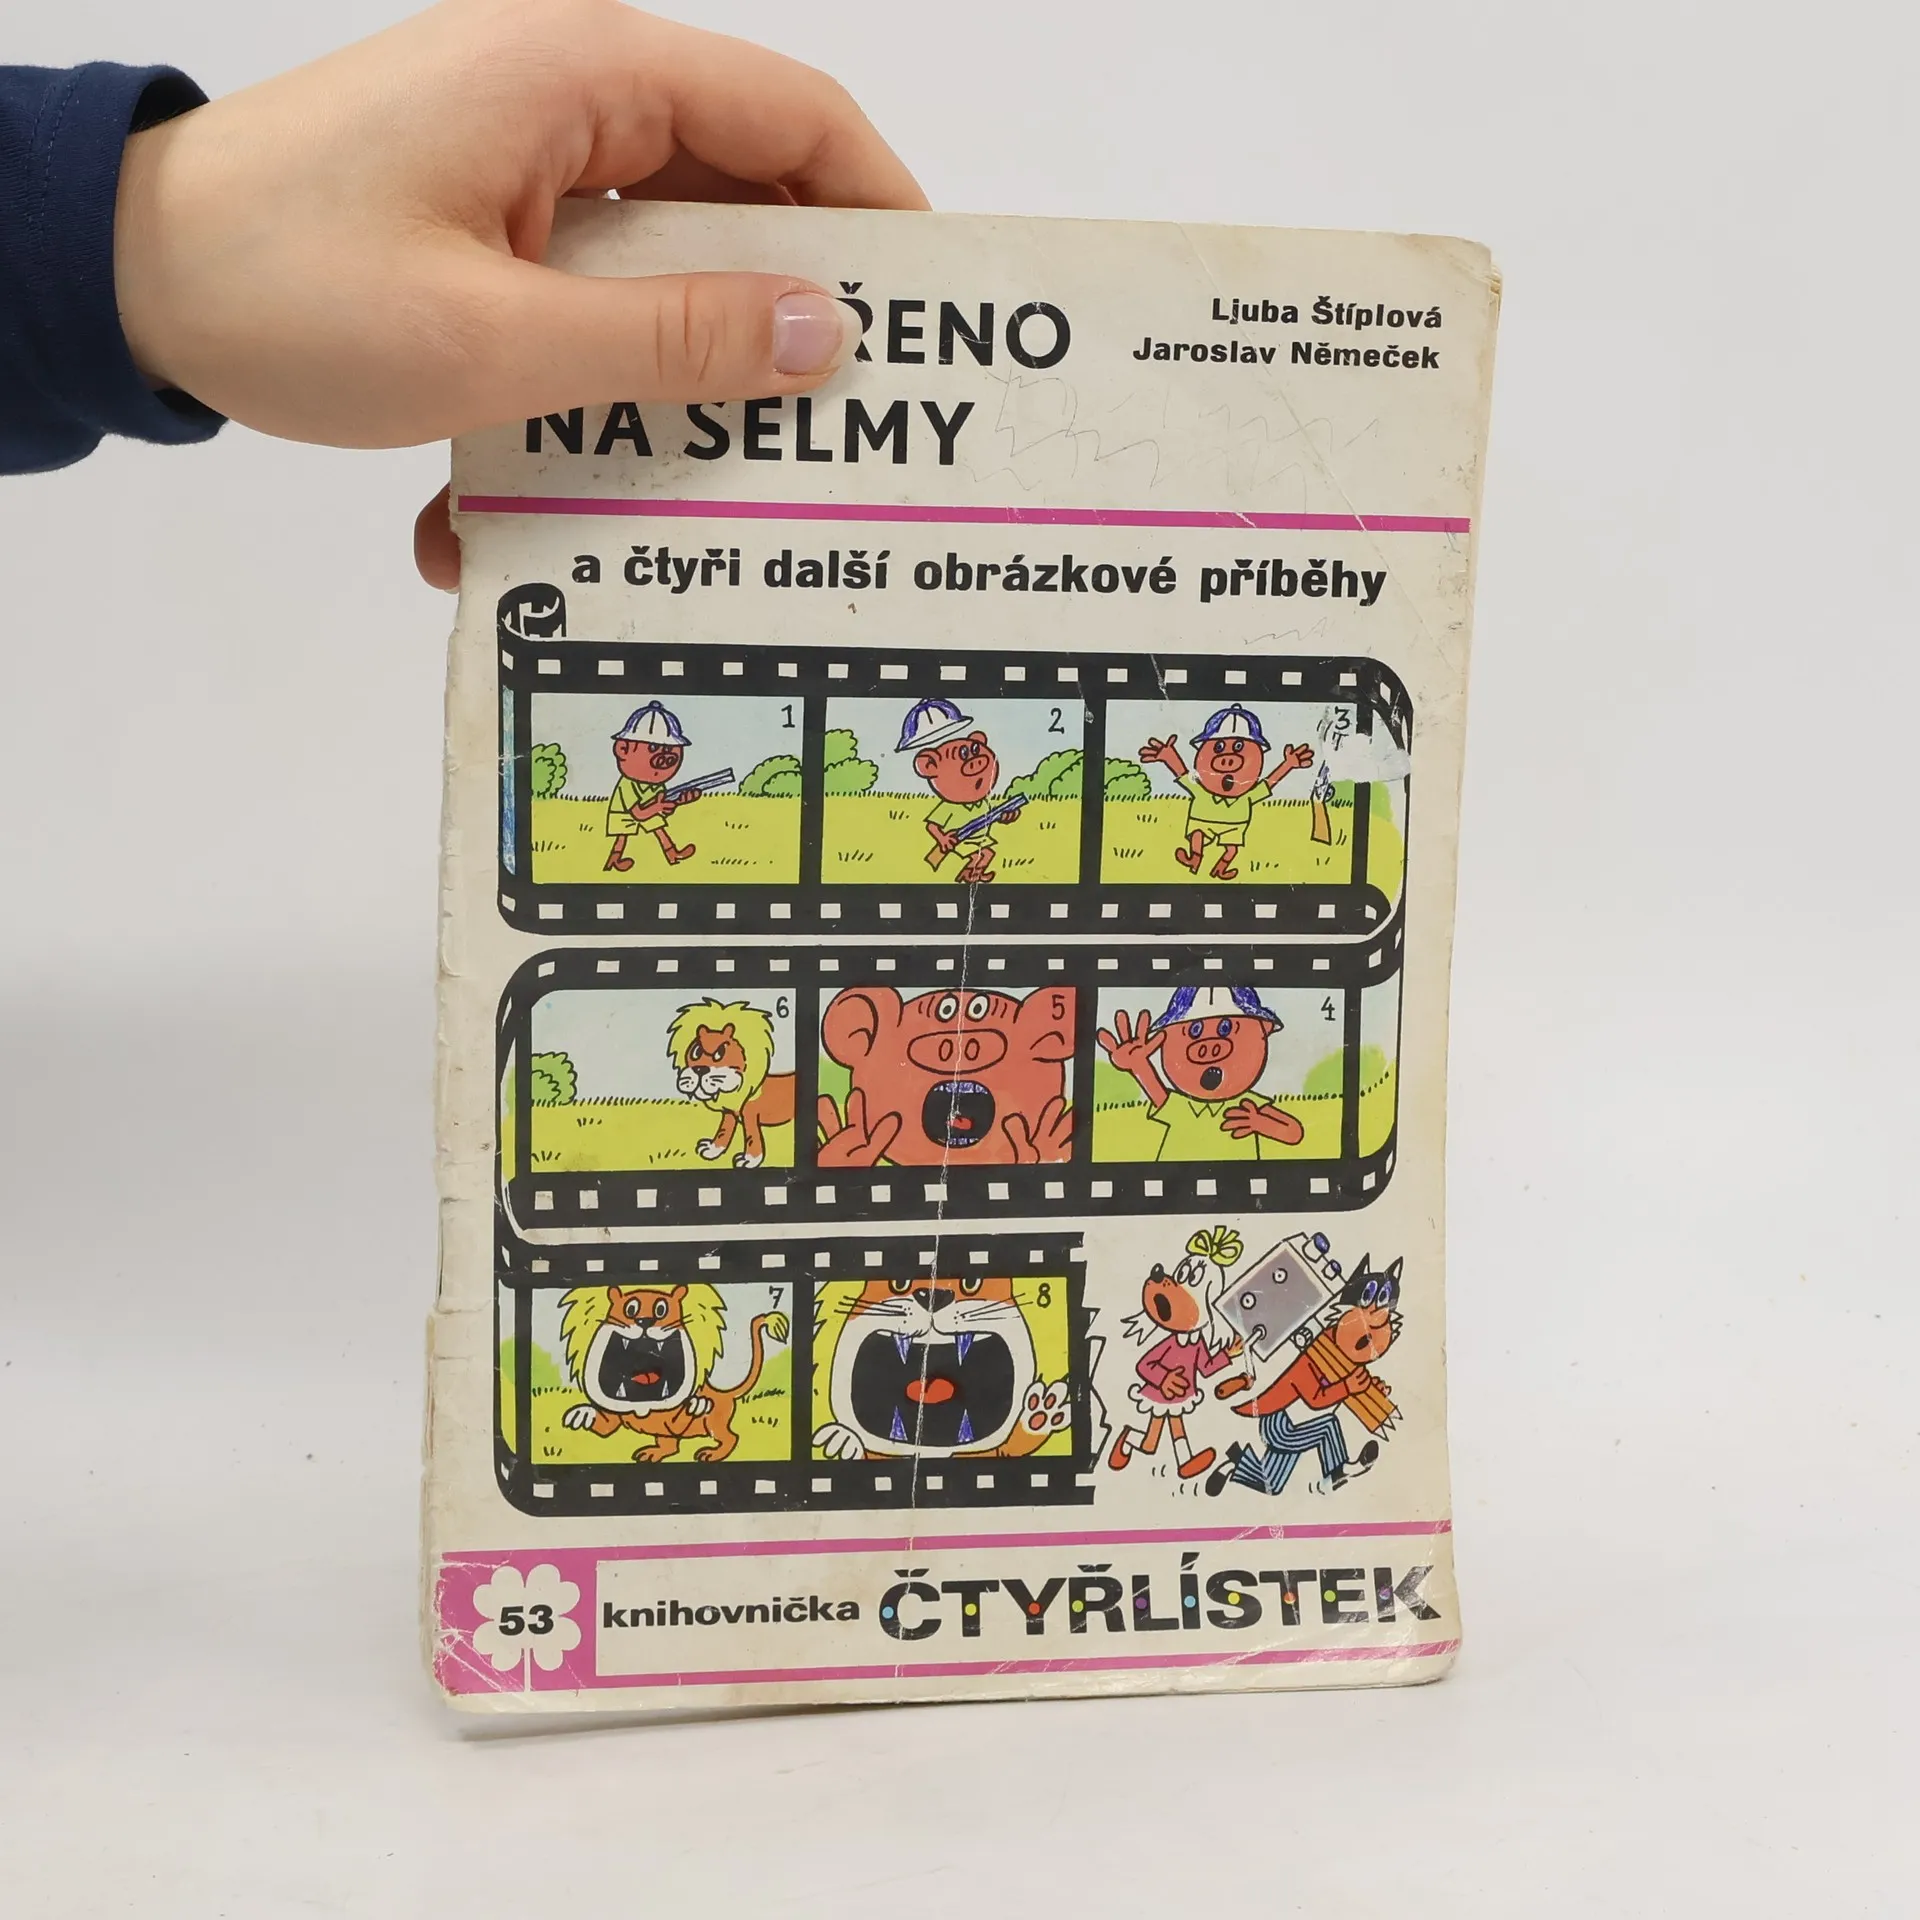 ŘENO
NA ŠELMY
Ljuba Štíplová
Jaroslav Němeček
a čtyři další obrázkové příběhy
1
2
3
6
5
4
7
8
53
knihovnička ČTYŘLÍSTEK